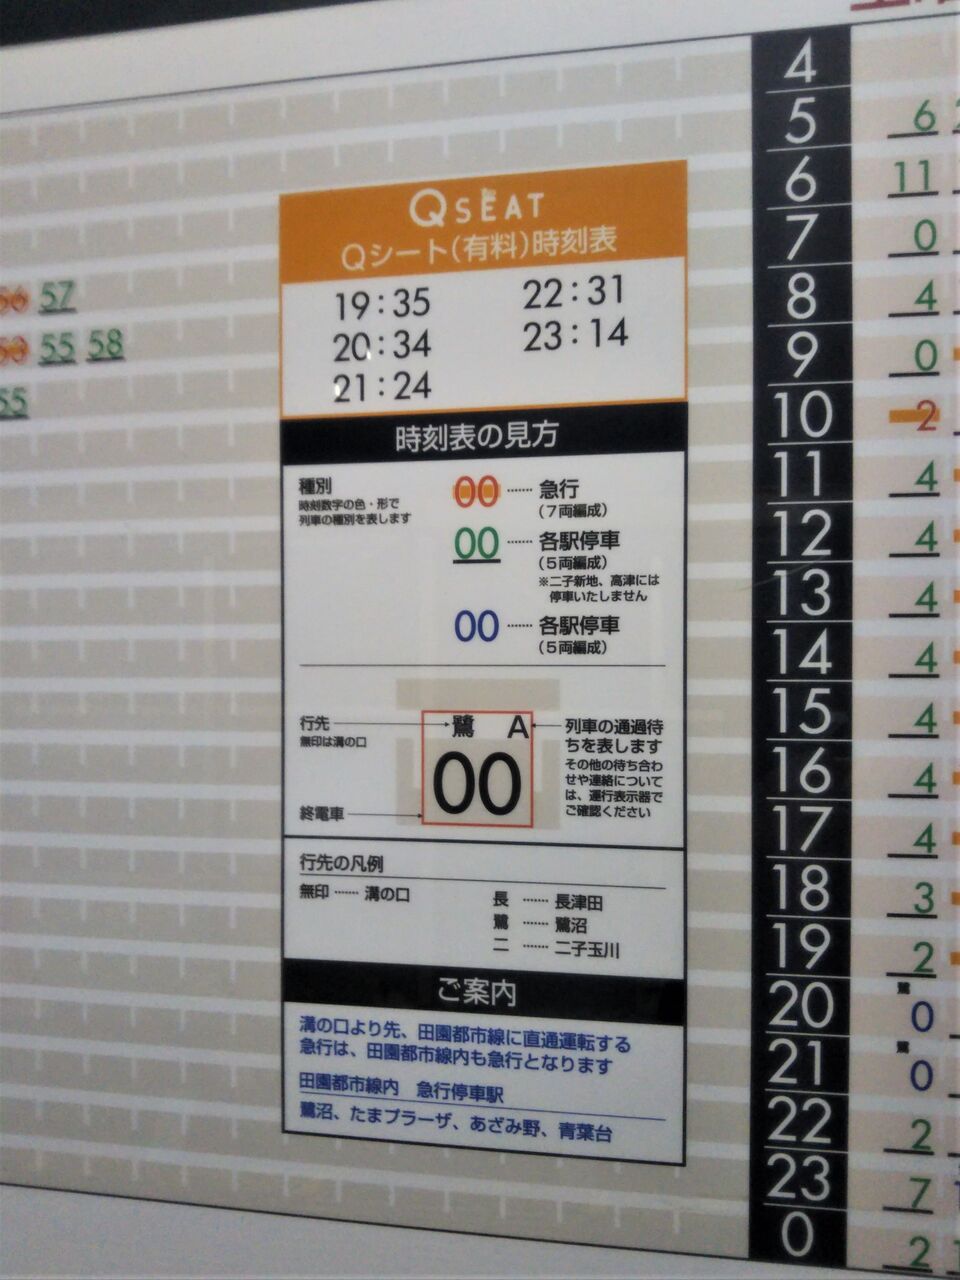 57
55 58
55
Q SEAT
Qシート(有料)時刻表
19:35 22:31
20:34 23:14
21:24
時刻表の見方
種別
時刻数字の色・形で
列車の種別を表します
00 …… 急行
(7両編成)
00 …… 各駅停車
(5両編成)
※二子新地、高津には
停車いたしません
00 …… 各駅停車
(5両編成)
行先
無印は溝の口
鷺 A
00
列車の通過待
ちを表します
その他の待ち合わ
せや連絡について
は、運行表示器で
ご確認ください
終電車
行先の凡例
無印 …… 溝の口
長 …… 長津田
鷺 …… 鷺沼
二 …… 二子玉川
ご案内
溝の口より先、田園都市線に直通運転する
急行は、田園都市線内も急行となります
田園都市線内 急行停車駅
鷺沼、たまプラーザ、あざみ野、青葉台
4
5 6
6 11
7 0
8 4
9 0
10 2
11 4
12 4
13 4
14 4
15 4
16 4
17 4
18 3
19 2
鷺
20 0
鷺
21 0
22 2
23 7
0 2